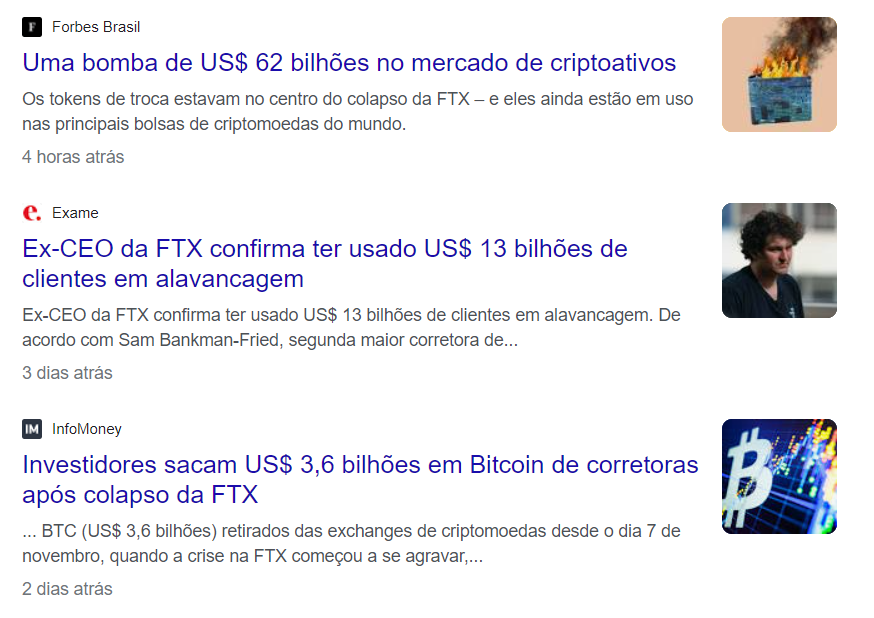 Forbes Brasil
Uma bomba de US$ 62 bilhões no mercado de criptoativos
Os tokens de troca estavam no centro do colapso da FTX – e eles ainda estão em uso
nas principais bolsas de criptomoedas do mundo.
4 horas atrás
Exame
Ex-CEO da FTX confirma ter usado US$ 13 bilhões de
clientes em alavancagem
Ex-CEO da FTX confirma ter usado US$ 13 bilhões de clientes em alavancagem. De
acordo com Sam Bankman-Fried, segunda maior corretora de...
3 dias atrás
IM InfoMoney
Investidores sacam US$ 3,6 bilhões em Bitcoin de corretoras
após colapso da FTX
... BTC (US$ 3,6 bilhões) retirados das exchanges de criptomoedas desde o dia 7 de
novembro, quando a crise na FTX começou a se agravar,...
2 dias atrás